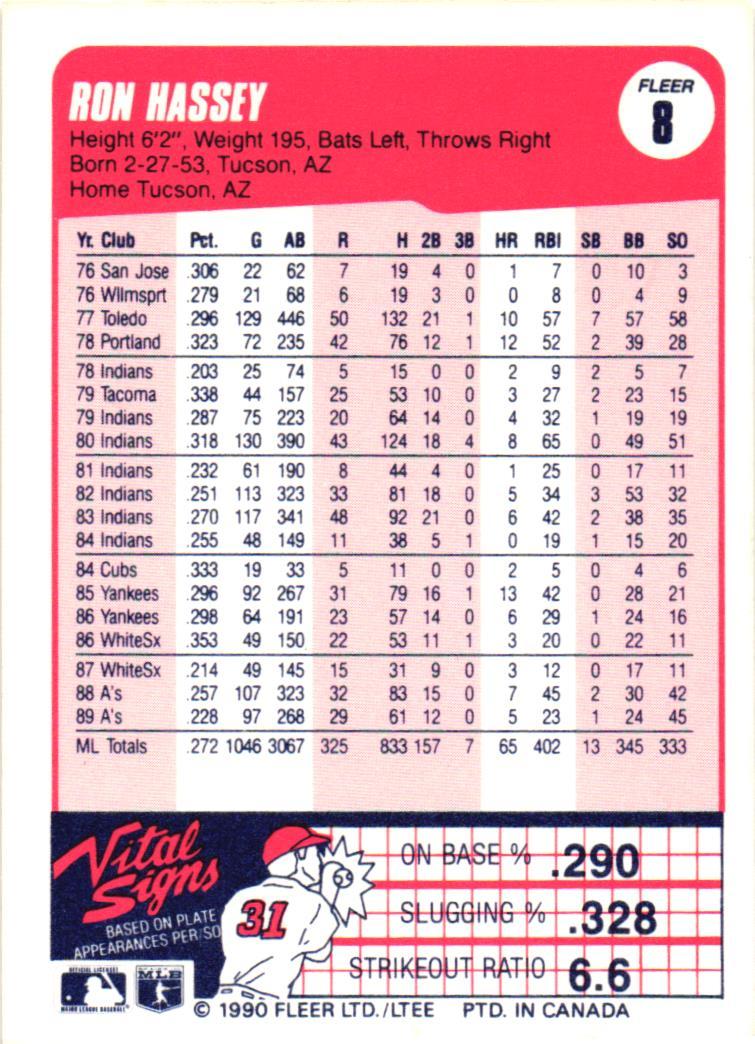 RON HASSEY
FLEER
8
Height 6'2", Weight 195, Bats Left, Throws Right
Born 2-27-53, Tucson, AZ
Home Tucson, AZ
Yr. Club Pct. G AB R H 2B 3B HR RBI SB BB SO
76 San Jose .306 22 62 7 19 4 0 1 7 0 10 3
76 Wllmsprt .279 21 68 6 19 3 0 0 8 0 4 9
77 Toledo .296 129 446 50 132 21 1 10 57 7 57 58
78 Portland .323 72 235 42 76 12 1 12 52 2 39 28
78 Indians .203 25 74 5 15 0 0 2 9 2 5 7
79 Tacoma .338 44 157 25 53 10 0 3 27 2 23 15
79 Indians .287 75 223 20 64 14 0 4 32 1 19 19
80 Indians .318 130 390 43 124 18 4 8 65 0 49 51
81 Indians .232 61 190 8 44 4 0 1 25 0 17 11
82 Indians .251 113 323 33 81 18 0 5 34 3 53 32
83 Indians .270 117 341 48 92 21 0 6 42 2 38 35
84 Indians .255 48 149 11 38 5 1 0 19 1 15 20
84 Cubs .333 19 33 5 11 0 0 2 5 0 4 6
85 Yankees .296 92 267 31 79 16 1 13 42 0 28 21
86 Yankees .298 64 191 23 57 14 0 6 29 1 24 16
86 WhiteSx .353 49 150 22 53 11 1 3 20 0 22 11
87 WhiteSx .214 49 145 15 31 9 0 3 12 0 17 11
88 A's .257 107 323 32 83 15 0 7 45 2 30 42
89 A's .228 97 268 29 61 12 0 5 23 1 24 45
ML Totals .272 1046 3067 325 833 157 7 65 402 13 345 333
Vital
Signs
BASED ON PLATE
APPEARANCES PER/SO
31
ON BASE % .290
SLUGGING % .328
STRIKEOUT RATIO 6.6
OFFICIAL LICENSEE
MAJOR LEAGUE BASEBALL
MLB
© 1990 FLEER LTD./LTEE PTD. IN CANADA